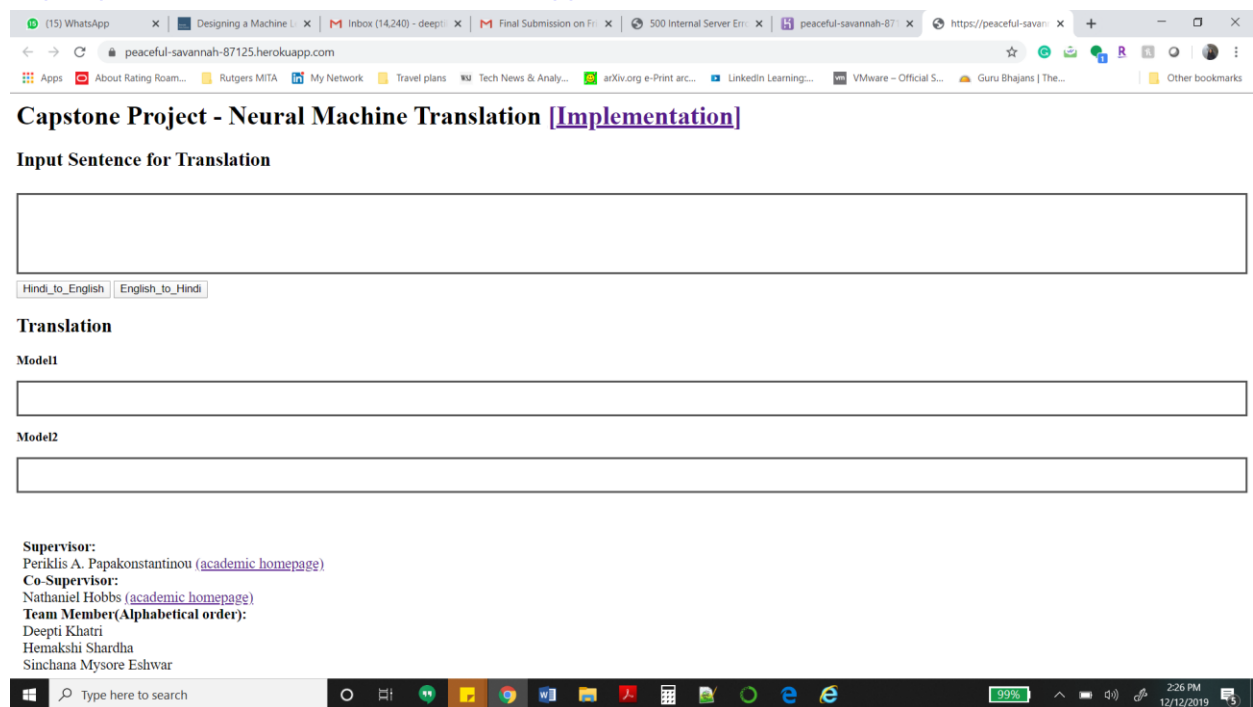 (15) WhatsApp
Designing a Machine L
Inbox (14,240) - deepti
Final Submission on Fri
500 Internal Server Erro
peaceful-savannah-871
https://peaceful-savann
peaceful-savannah-87125.herokuapp.com
Apps About Rating Roam... Rutgers MITA My Network Travel plans Tech News & Analy... arXiv.org e-Print arc... LinkedIn Learning:... VMware – Official S... Guru Bhajans | The... Other bookmarks
Capstone Project - Neural Machine Translation [Implementation]
Input Sentence for Translation
Hindi_to_English English_to_Hindi
Translation
Model1
Model2
Supervisor:
Periklis A. Papakonstantinou (academic homepage)
Co-Supervisor:
Nathaniel Hobbs (academic homepage)
Team Member(Alphabetical order):
Deepti Khatri
Hemakshi Shardha
Sinchana Mysore Eshwar
Type here to search
99%
2:26 PM
12/12/2019